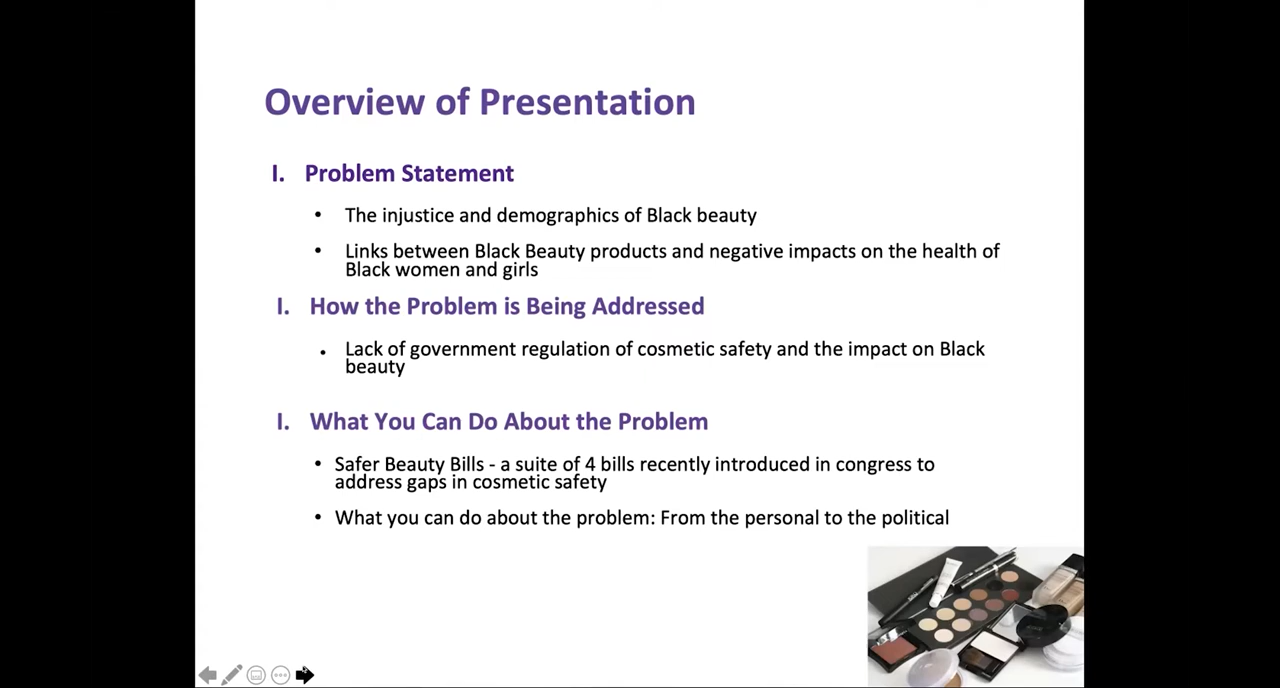 Overview of Presentation
I. Problem Statement
• The injustice and demographics of Black beauty
• Links between Black Beauty products and negative impacts on the health of
Black women and girls
I. How the Problem is Being Addressed
• Lack of government regulation of cosmetic safety and the impact on Black
beauty
I. What You Can Do About the Problem
• Safer Beauty Bills - a suite of 4 bills recently introduced in congress to
address gaps in cosmetic safety
• What you can do about the problem: From the personal to the political